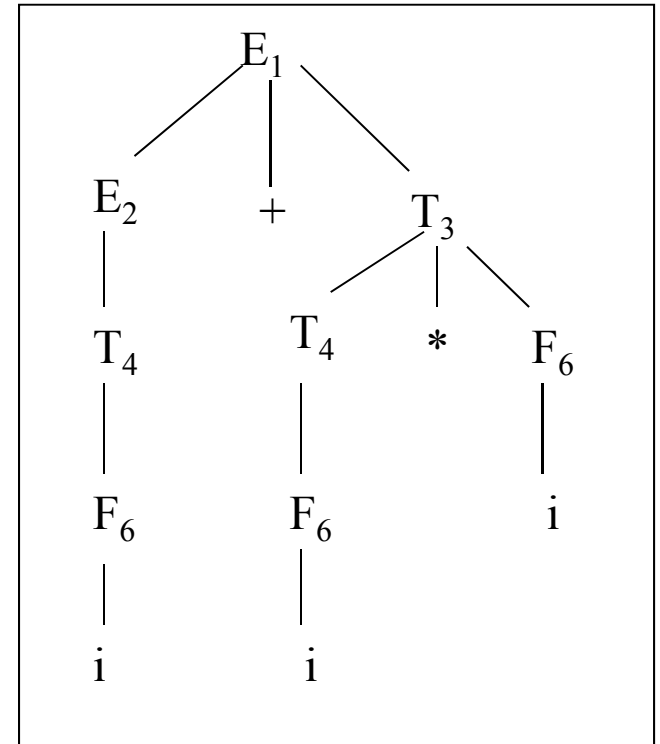 E₁
E₂ + T₃
T₄ T₄ * F₆
F₆ F₆ i
i i